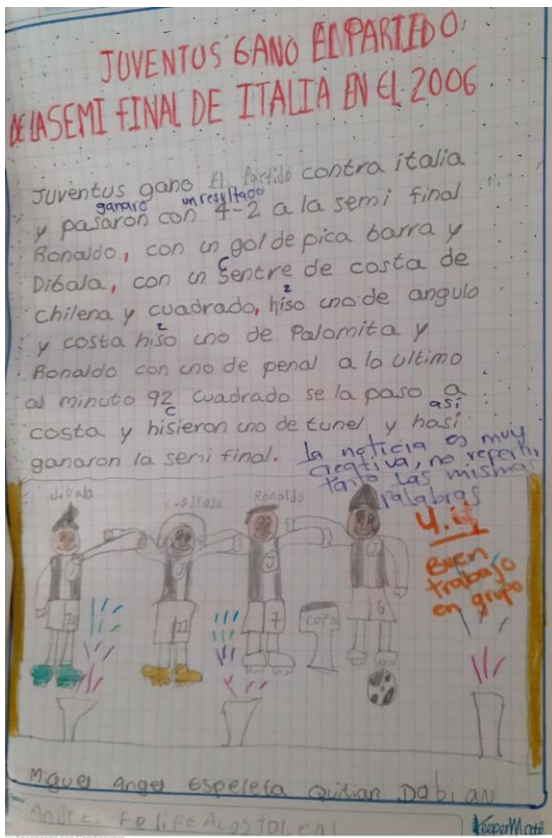 JUVENTOS GANO EL PARTIDO
DE LA SEMI FINAL DE ITALIA EN EL 2006
Juventus gano El Partido contra italia
ganaro un resultado
y pasaron con 4-2 a la semi final
Ronaldo, con un gol de pica barra y
Dibala, con un Sentre de costa de
c
chilena y cuadrado, hiso uno de angulo
z
y costa hiso uno de Palomita y
z
Ronaldo con uno de penal a lo ultimo
al minuto 92 cuadrado se la paso a
costa y hisieron uno de tunel y hasi
c así
ganaron la semi final.
La noticia es muy
creativa, no repetir
tanto las mismas
palabras
4.
Buen
trabajo
en grupo
dibala cuadrado Ronaldo
7
copa
6
Miguel Angel Espeleta Quitian Dabian
Andres Felipe
KeeperMate